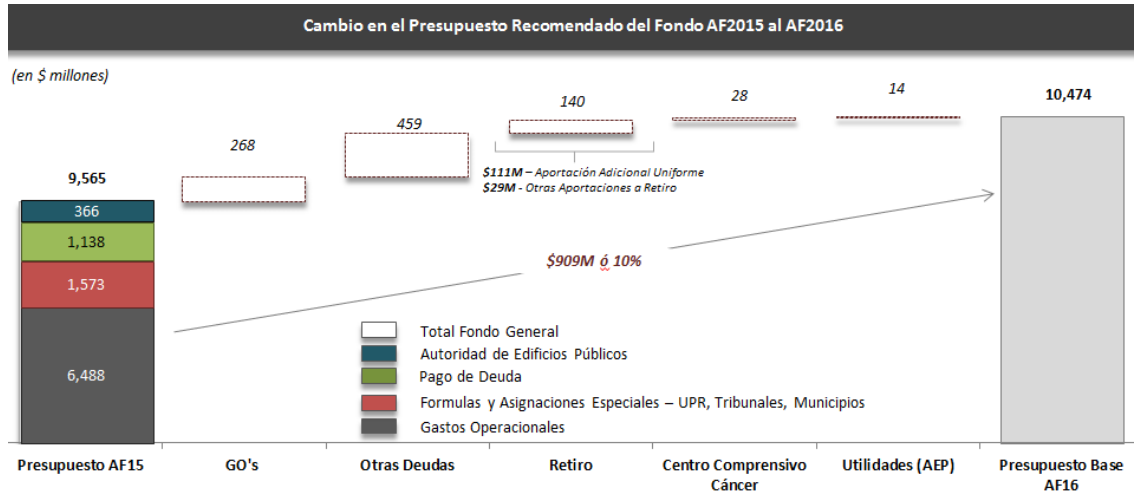 Cambio en el Presupuesto Recomendado del Fondo AF2015 al AF2016
(en $ millones)
9,565
268
459
140
28
14
10,474
$111M – Aportación Adicional Uniforme
$29M - Otras Aportaciones a Retiro
366
1,138
1,573
6,488
$909M ó 10%
Total Fondo General
Autoridad de Edificios Públicos
Pago de Deuda
Formulas y Asignaciones Especiales – UPR, Tribunales, Municipios
Gastos Operacionales
Presupuesto AF15
GO's
Otras Deudas
Retiro
Centro Comprensivo
Cáncer
Utilidades (AEP)
Presupuesto Base
AF16